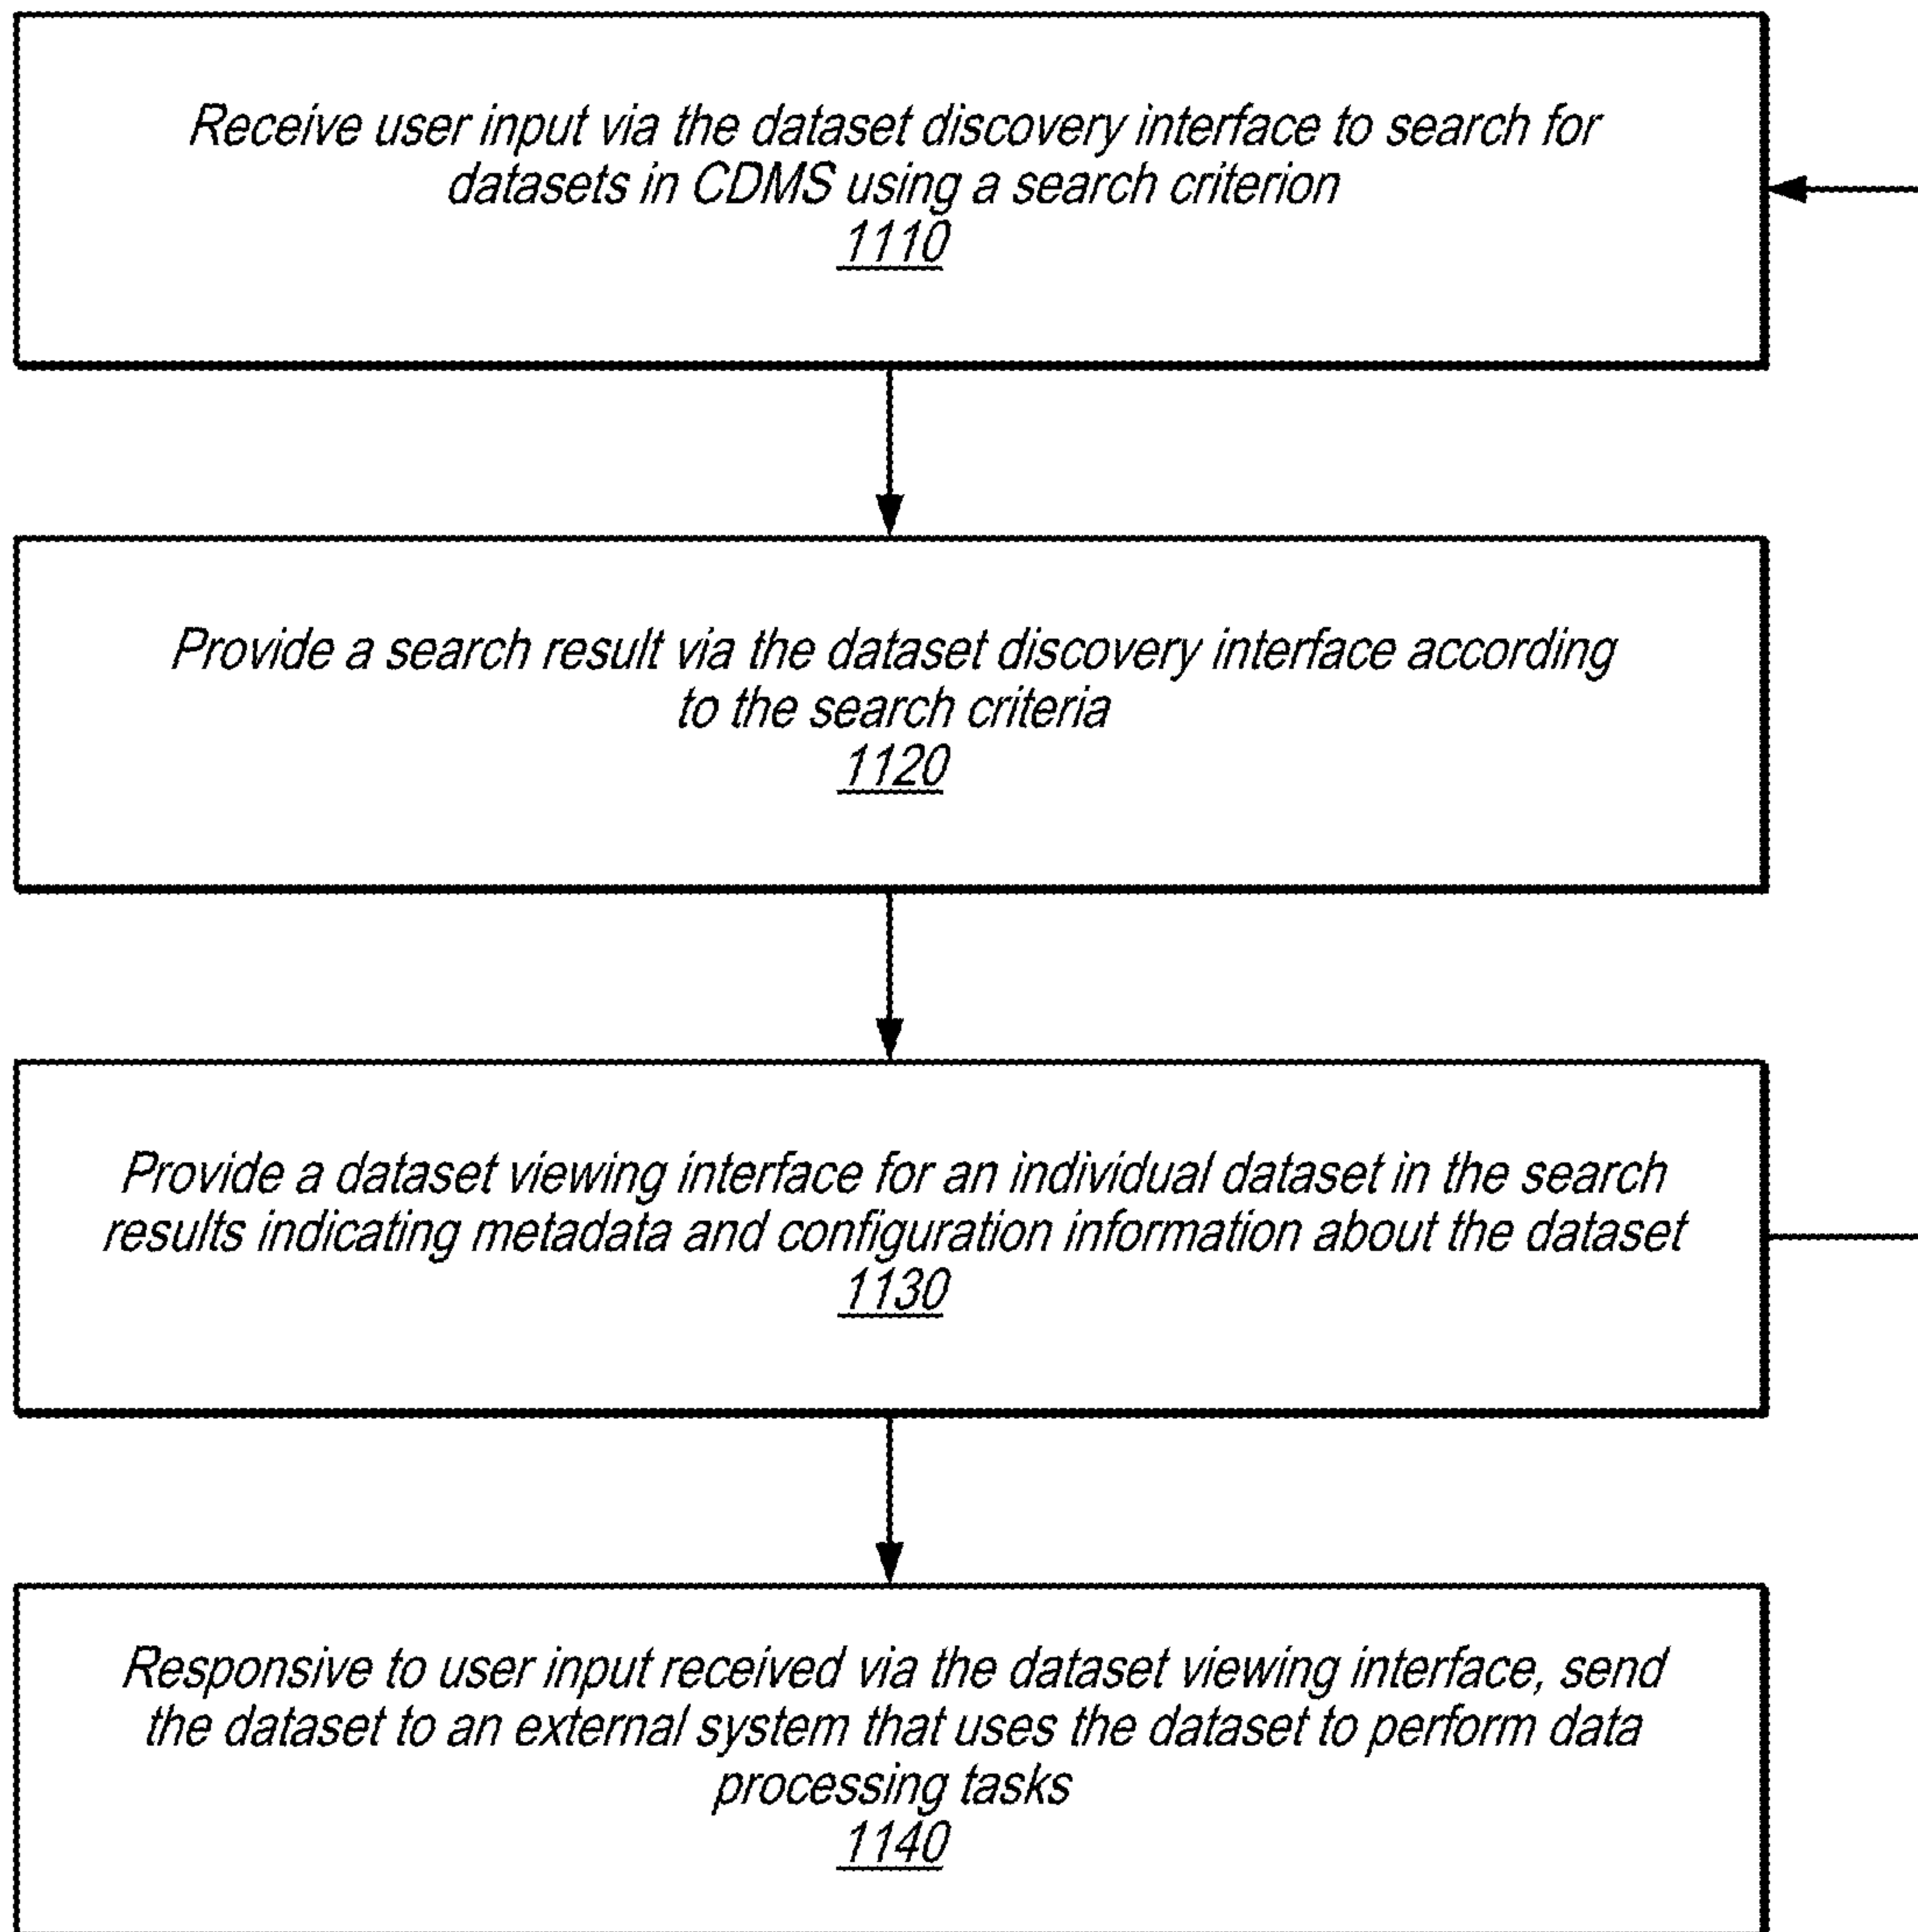 Receive user input via the dataset discovery interface to search for
datasets in CDMS using a search criterion
1110
Provide a search result via the dataset discovery interface according
to the search criteria
1120
Provide a dataset viewing interface for an individual dataset in the search
results indicating metadata and configuration information about the dataset
1130
Responsive to user input received via the dataset viewing interface, send
the dataset to an external system that uses the dataset to perform data
processing tasks
1140